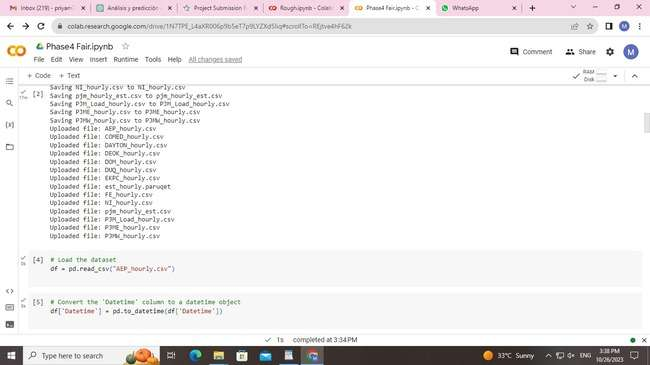 Inbox (219) - priyan
Análisis y predicción -
Project Submission
Rough.ipynb - Colab
Phase4 Fair.ipynb - C
WhatsApp
colab.research.google.com/drive/
Phase4 Fair.ipynb
Comment
Share
M
File Edit View Insert Runtime Tools Help All changes saved
+ Code + Text
RAM
Disk
[2]
Saving NI_hourly.csv to NI_hourly.csv
Saving pjm_hourly_est.csv to pjm_hourly_est.csv
Saving PJM_Load_hourly.csv to PJM_Load_hourly.csv
Saving PJME_hourly.csv to PJME_hourly.csv
Saving PJMW_hourly.csv to PJMW_hourly.csv
Uploaded file: AEP_hourly.csv
Uploaded file: COMED_hourly.csv
Uploaded file: DAYTON_hourly.csv
Uploaded file: DEOK_hourly.csv
Uploaded file: DOM_hourly.csv
Uploaded file: DUQ_hourly.csv
Uploaded file: EKPC_hourly.csv
Uploaded file: est_hourly.paruqet
Uploaded file: FE_hourly.csv
Uploaded file: NI_hourly.csv
Uploaded file: pjm_hourly_est.csv
Uploaded file: PJM_Load_hourly.csv
Uploaded file: PJME_hourly.csv
Uploaded file: PJMW_hourly.csv
[4] # Load the dataset
df = pd.read_csv("AEP_hourly.csv")
[5] # Convert the 'Datetime' column to a datetime object
df['Datetime'] = pd.to_datetime(df['Datetime'])
1s completed at 3:34 PM
Type here to search
33°C Sunny
3:38 PM
10/26/2023